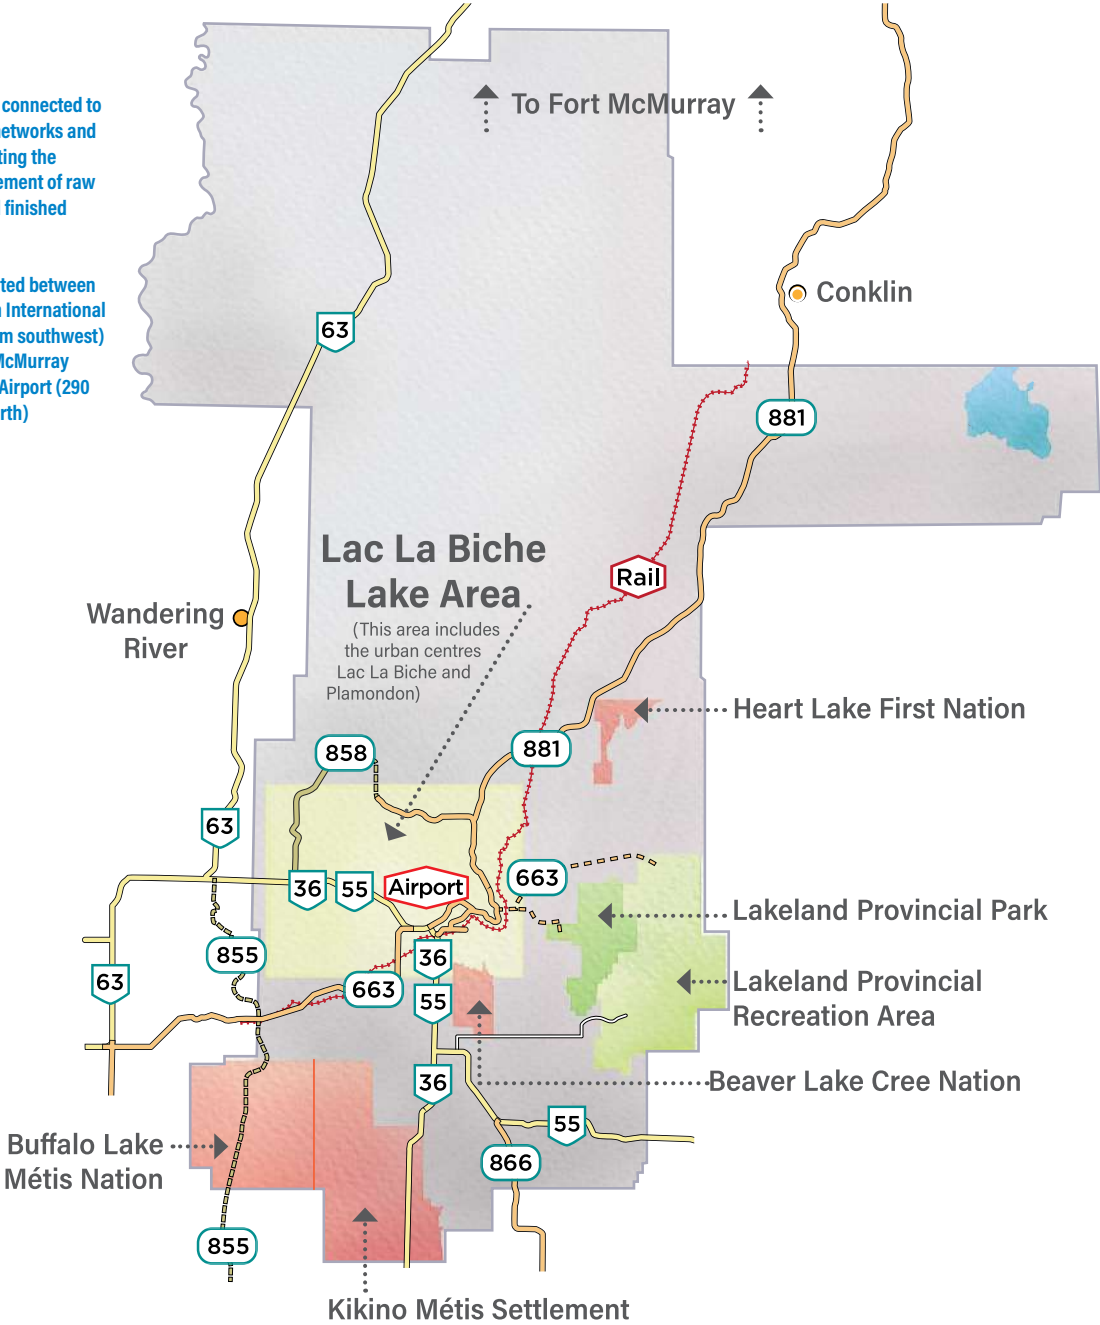 connected to
etworks and
ting the
ement of raw
finished
ted between
International
m southwest)
McMurray
Airport (290
rth)
To Fort McMurray
Conklin
63
881
Lac La Biche
Lake Area
(This area includes
the urban centres
Lac La Biche and
Plamondon)
Rail
Wandering
River
Heart Lake First Nation
858
881
63
663
36
55
Airport
Lakeland Provincial Park
855
36
63
663
55
Lakeland Provincial
Recreation Area
36
Beaver Lake Cree Nation
55
Buffalo Lake
Métis Nation
866
855
Kikino Métis Settlement